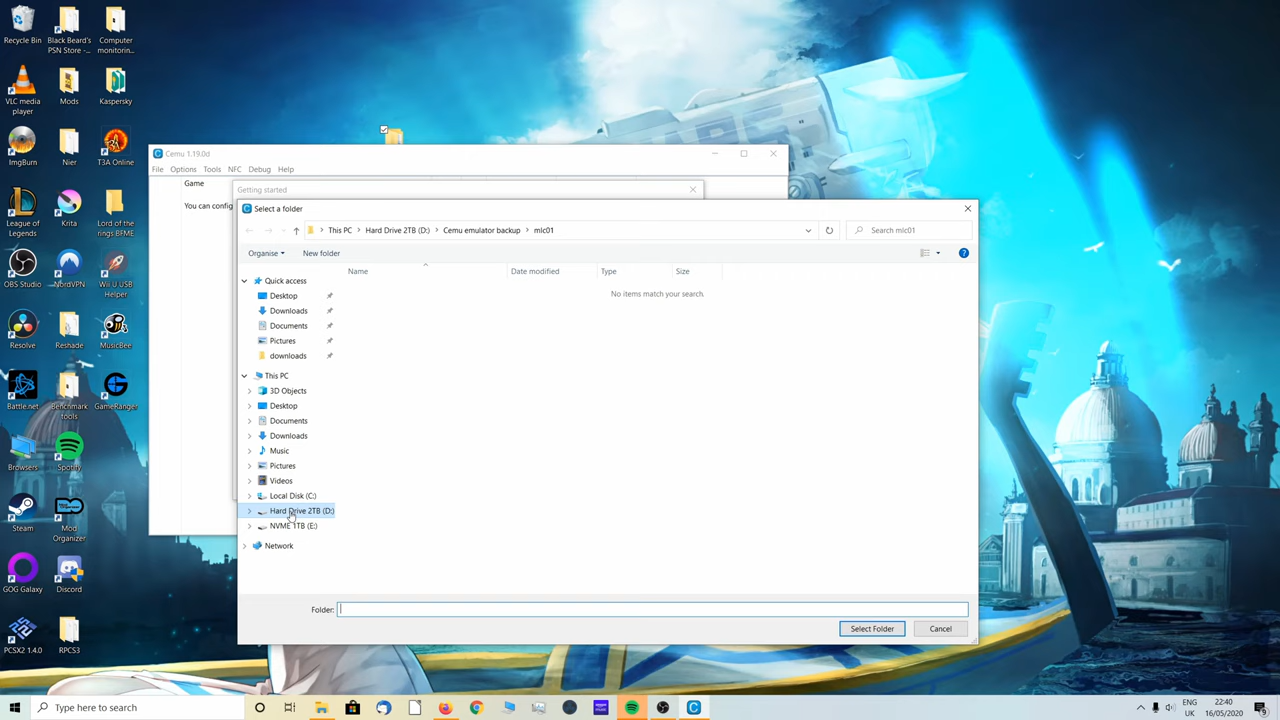 Recycle Bin
Black Beard's
PSN Store -...
Computer
monitorin...
VLC media
player
Mods
Kaspersky
ImgBurn
Nier
T3A Online
League of
Legends
Krita
Lord of the
rings BFME
OBS Studio
NordVPN
Wii U USB
Helper
Resolve
Reshade
MusicBee
Battle.net
Benchmark
tools
GameRanger
Browsers
Spotify
Steam
Mod
Organizer
GOG Galaxy
Discord
PCSX2 1.4.0
RPCS3
Cemu 1.19.0d
File Options Tools NFC Debug Help
Game
You can config
Getting started
Select a folder
This PC > Hard Drive 2TB (D:) > Cemu emulator backup > mlc01
Search mlc01
Organise
New folder
Name
Date modified
Type
Size
No items match your search.
Quick access
Desktop
Downloads
Documents
Pictures
downloads
This PC
3D Objects
Desktop
Documents
Downloads
Music
Pictures
Videos
Local Disk (C:)
Hard Drive 2TB (D:)
NVME 1TB (E:)
Network
Folder:
Select Folder
Cancel
Type here to search
ENG
UK
22:40
16/05/2020